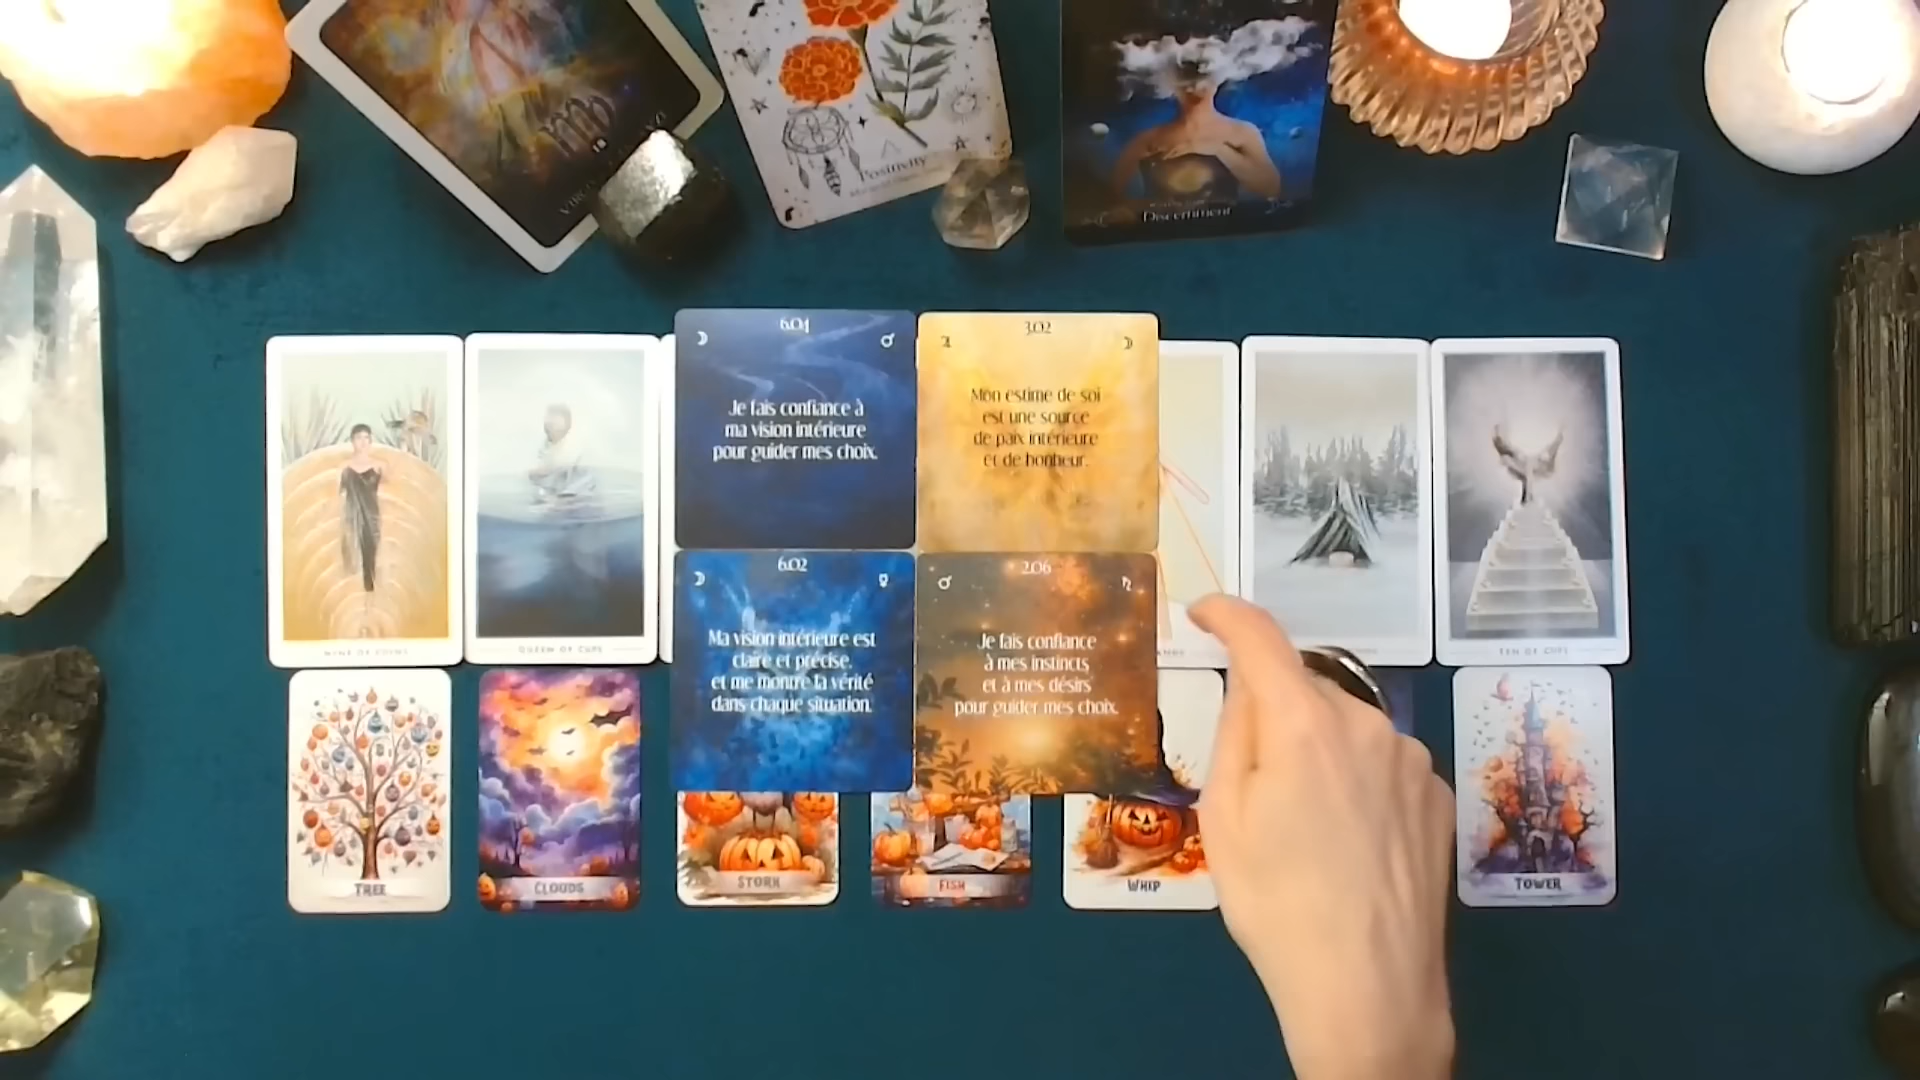 Positivity
Discernment
6.04
Je fais confiance à
ma vision intérieure
pour guider mes choix.
3.02
Mon estime de soi
est une source
de paix intérieure
et de bonheur.
6.02
Ma vision intérieure est
claire et précise,
et me montre la vérité
dans chaque situation.
2.06
Je fais confiance
à mes instincts
et à mes désirs
pour guider mes choix.
NINE OF COINS
QUEEN OF CUPS
TEN OF CUPS
TREE
CLOUDS
STORK
FISH
WHIP
TOWER